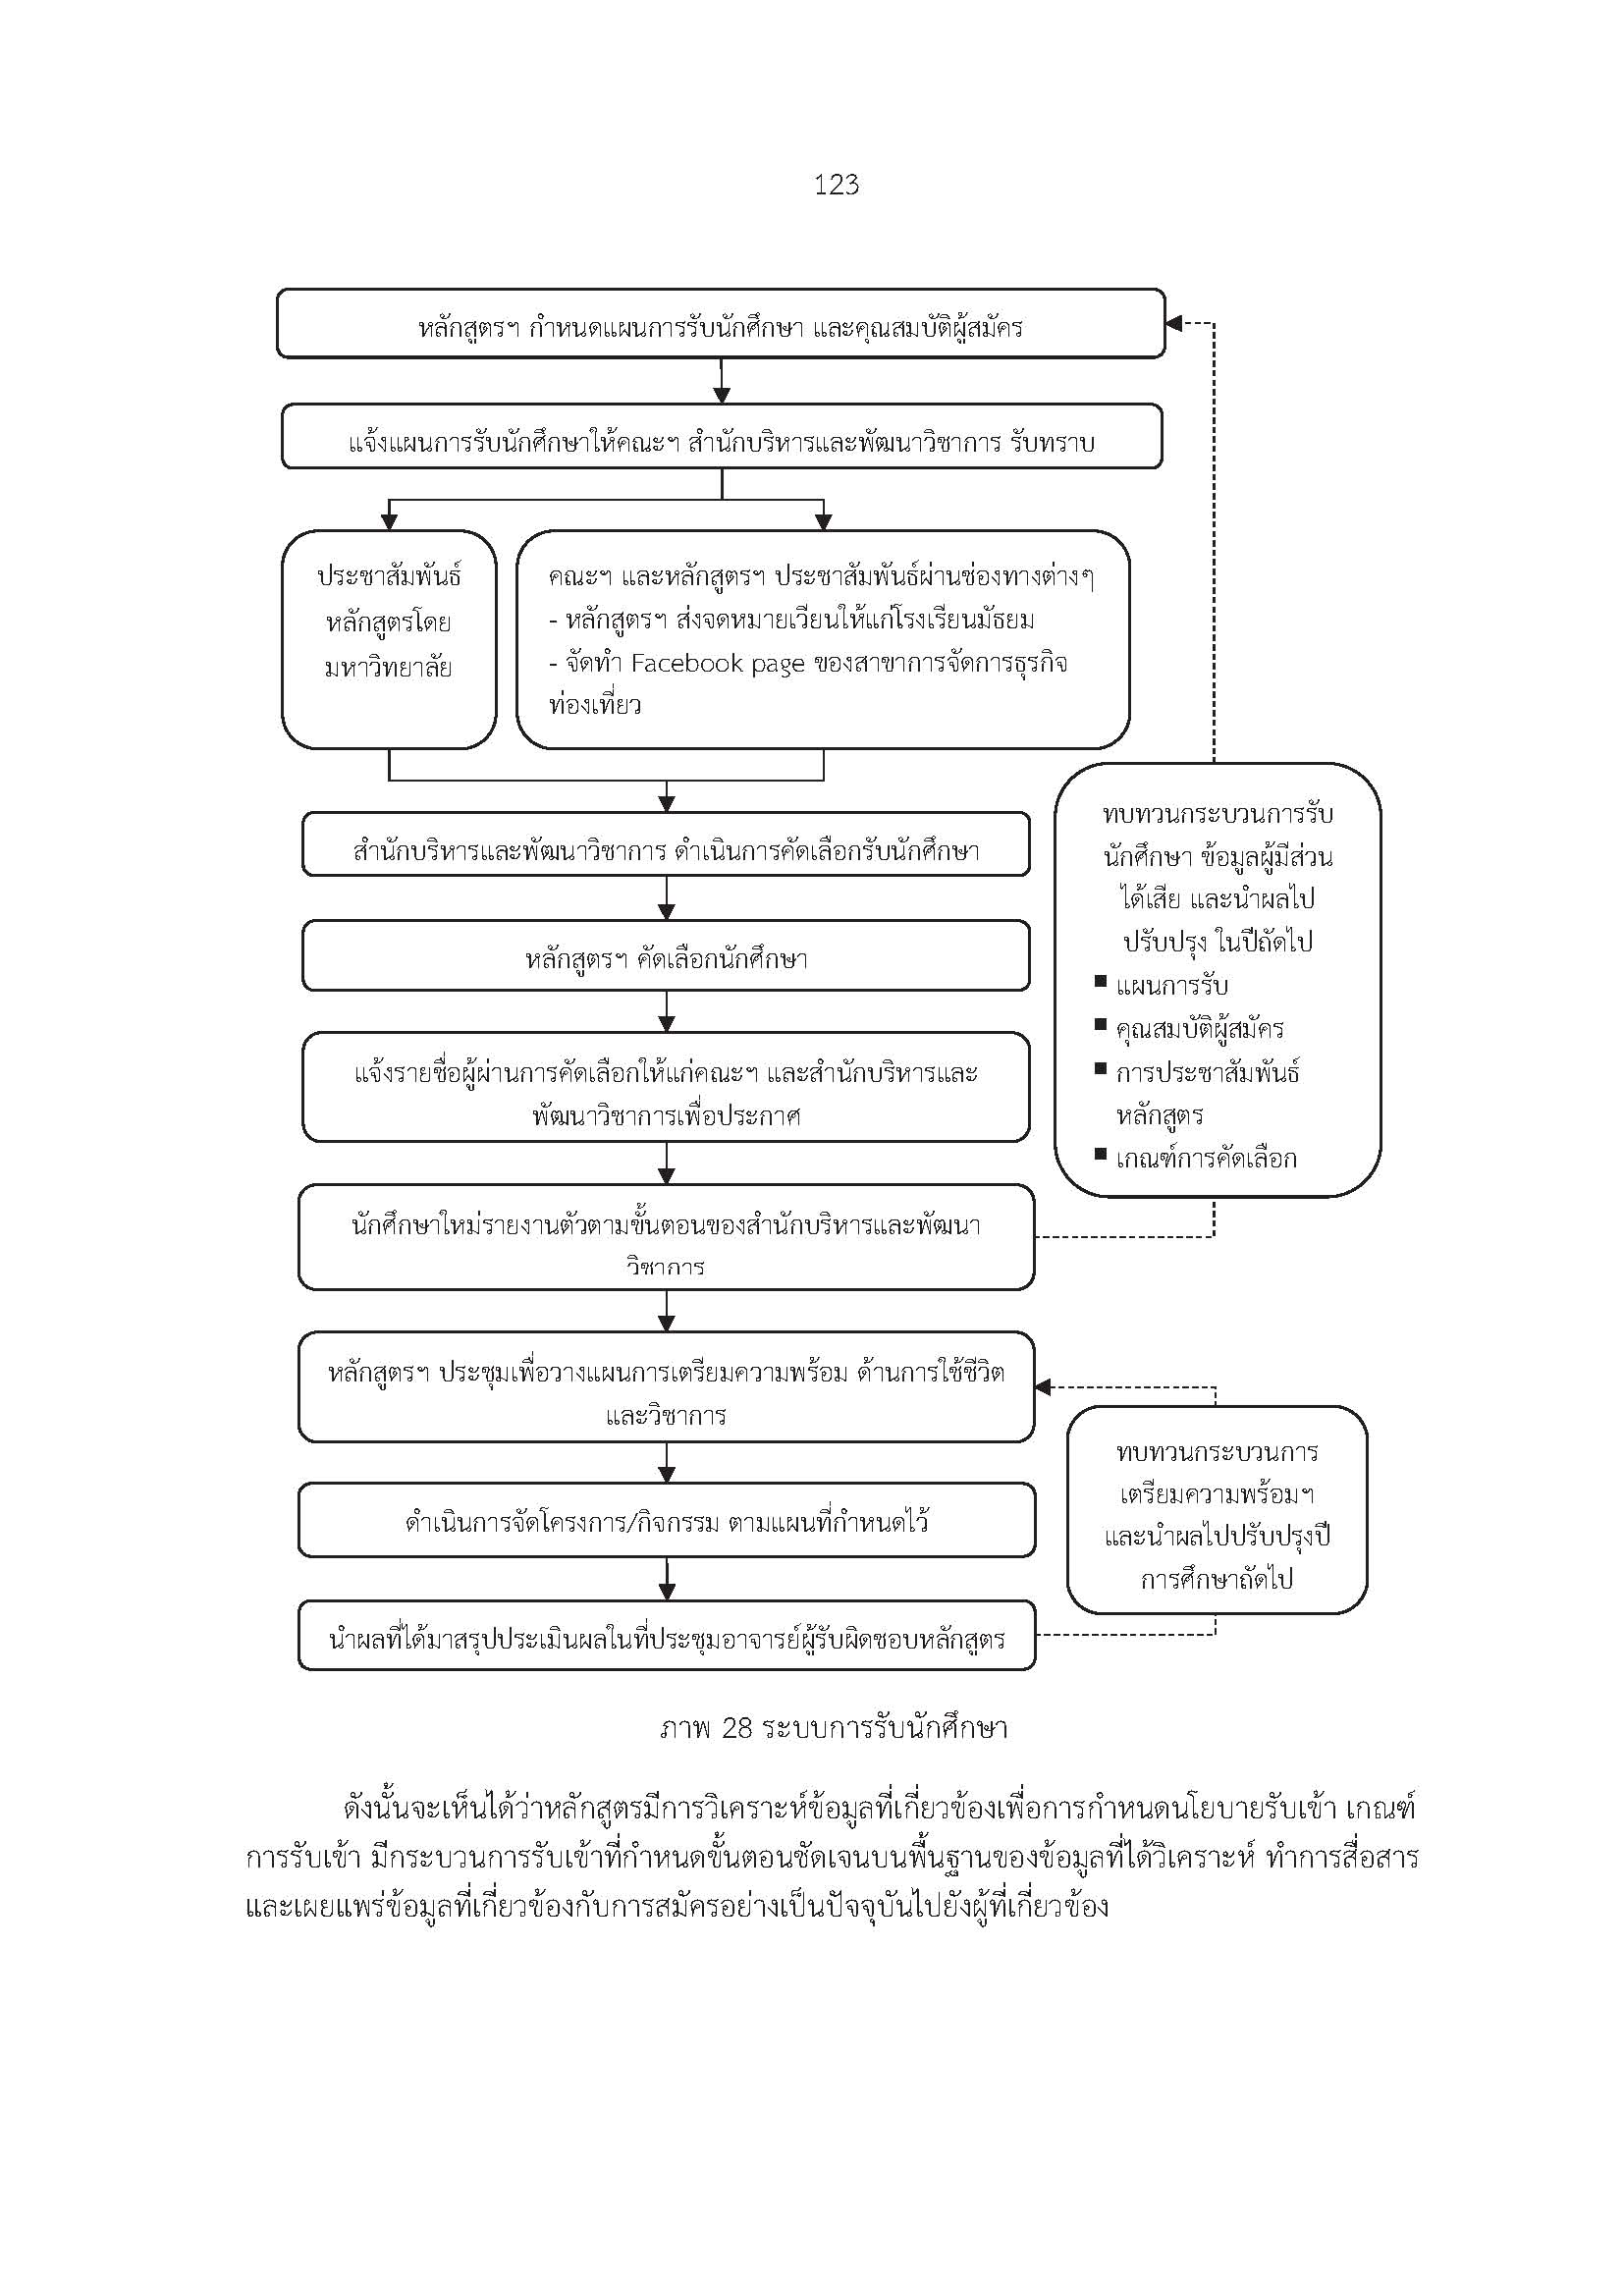 123
หลักสูตรฯ กำหนดแผนการรับนักศึกษา และคุณสมบัติผู้สมัคร
แจ้งแผนการรับนักศึกษาให้คณะฯ สำนักบริหารและพัฒนาวิชาการ รับทราบ
ประชาสัมพันธ์
หลักสูตรโดย
มหาวิทยาลัย
คณะฯ และหลักสูตรฯ ประชาสัมพันธ์ผ่านช่องทางต่างๆ
- หลักสูตรฯ ส่งจดหมายเวียนให้แก่โรงเรียนมัธยม
- จัดทำ Facebook page ของสาขาการจัดการธุรกิจ
ท่องเที่ยว
สำนักบริหารและพัฒนาวิชาการ ดำเนินการคัดเลือกรับนักศึกษา
หลักสูตรฯ คัดเลือกนักศึกษา
แจ้งรายชื่อผู้ผ่านการคัดเลือกให้แก่คณะฯ และสำนักบริหารและ
พัฒนาวิชาการเพื่อประกาศ
นักศึกษาใหม่รายงานตัวตามขั้นตอนของสำนักบริหารและพัฒนา
วิชาการ
ทบทวนกระบวนการรับ
นักศึกษา ข้อมูลผู้มีส่วน
ได้เสีย และนำผลไป
ปรับปรุง ในปีถัดไป
▪ แผนการรับ
▪ คุณสมบัติผู้สมัคร
▪ การประชาสัมพันธ์
หลักสูตร
▪ เกณฑ์การคัดเลือก
หลักสูตรฯ ประชุมเพื่อวางแผนการเตรียมความพร้อม ด้านการใช้ชีวิต
และวิชาการ
ดำเนินการจัดโครงการ/กิจกรรม ตามแผนที่กำหนดไว้
นำผลที่ได้มาสรุปประเมินผลในที่ประชุมอาจารย์ผู้รับผิดชอบหลักสูตร
ทบทวนกระบวนการ
เตรียมความพร้อมฯ
และนำผลไปปรับปรุงปี
การศึกษาถัดไป
ภาพ 28 ระบบการรับนักศึกษา
ดังนั้นจะเห็นได้ว่าหลักสูตรมีการวิเคราะห์ข้อมูลที่เกี่ยวข้องเพื่อการกำหนดนโยบายรับเข้า เกณฑ์
การรับเข้า มีกระบวนการรับเข้าที่กำหนดขั้นตอนชัดเจนบนพื้นฐานของข้อมูลที่ได้วิเคราะห์ ทำการสื่อสาร
และเผยแพร่ข้อมูลที่เกี่ยวข้องกับการสมัครอย่างเป็นปัจจุบันไปยังผู้ที่เกี่ยวข้อง